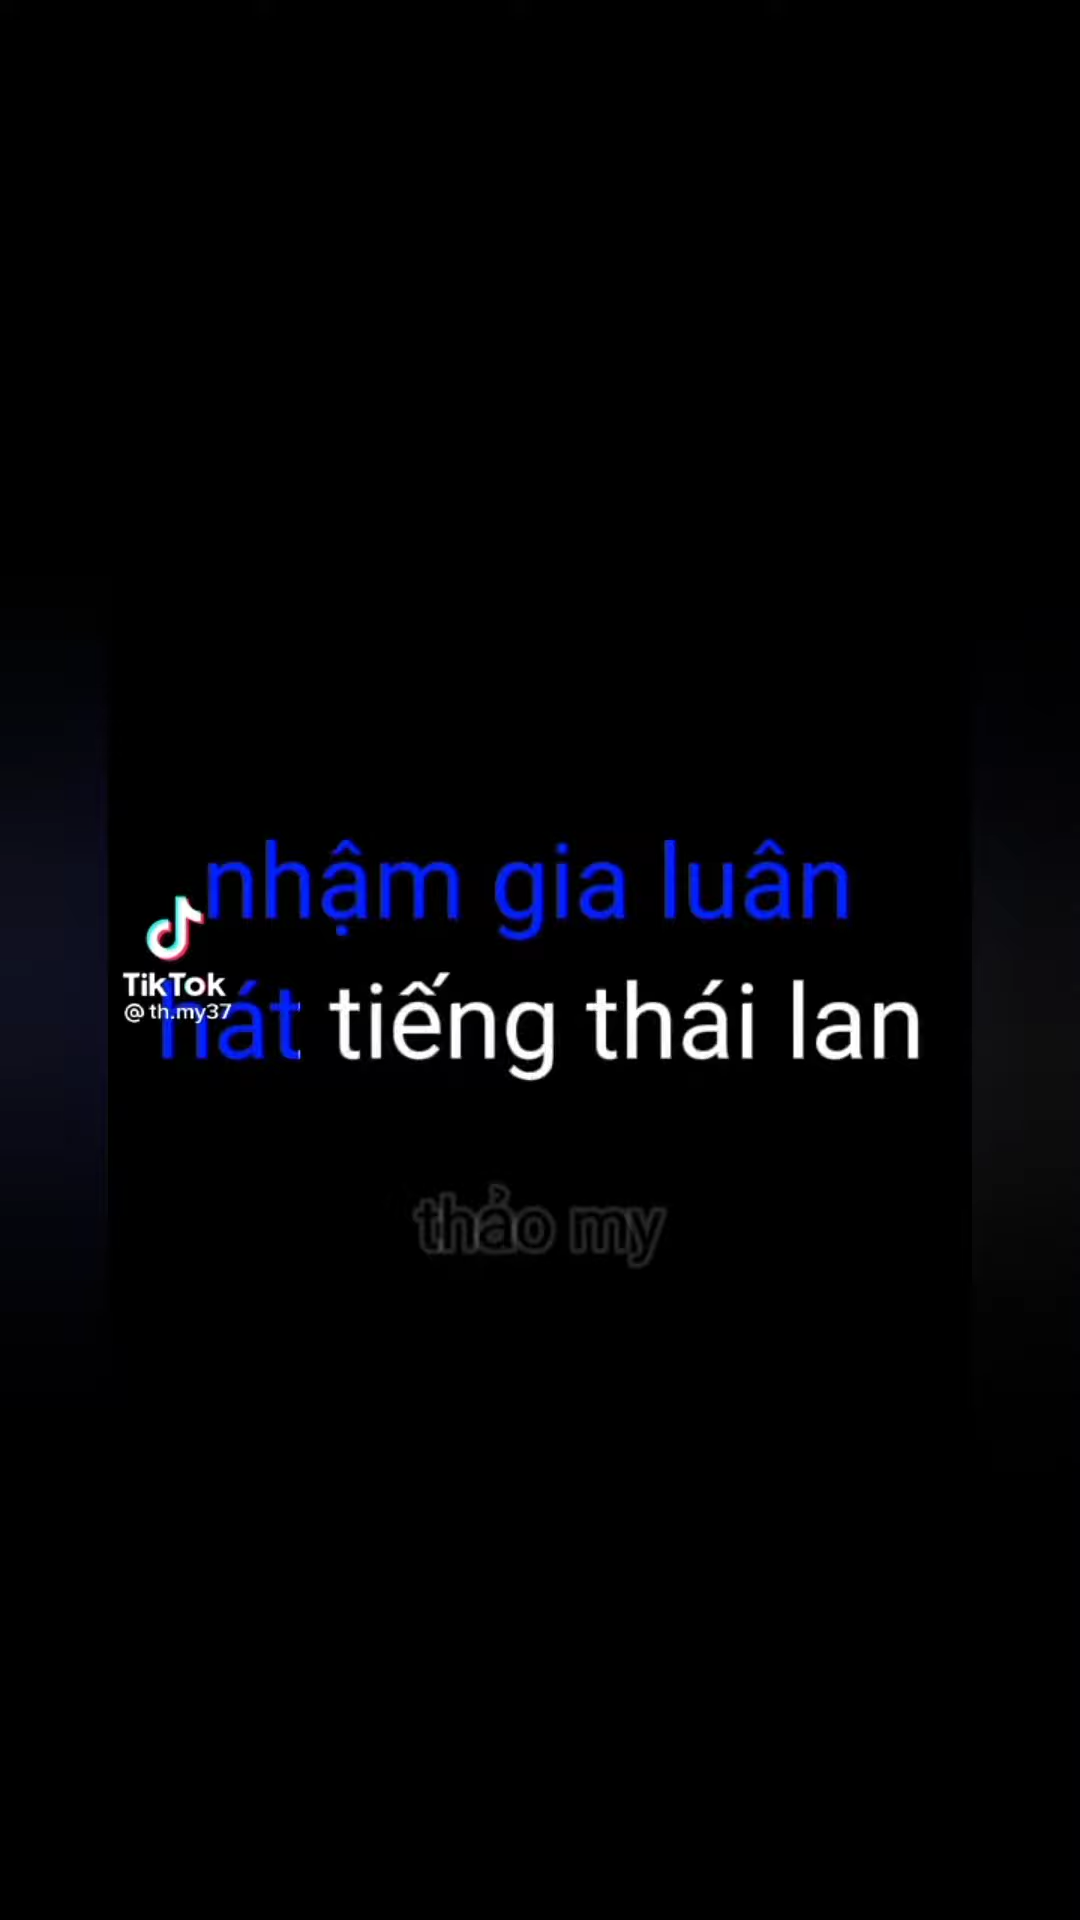 nhậm gia luân
TikTok
@th.my37
hát tiếng thái lan
thảo my